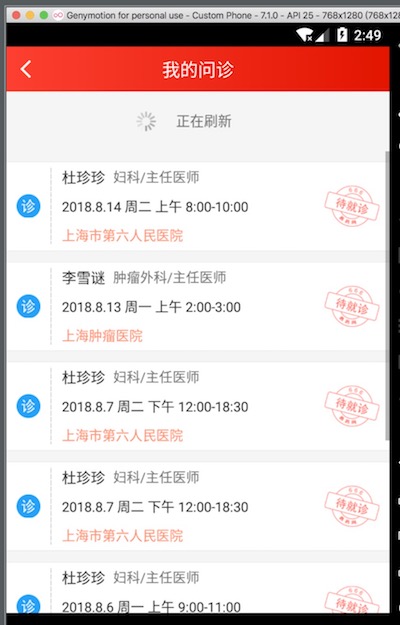 Genymotion for personal use - Custom Phone - 7.1.0 - API 25 - 768x1280 (768x12
2:49
我的问诊
正在刷新
杜珍珍 妇科/主任医师
诊 2018.8.14 周二 上午 8:00-10:00 待就诊
上海市第六人民医院
李雪谜 肿瘤外科/主任医师
诊 2018.8.13 周一 上午 2:00-3:00 待就诊
上海肿瘤医院
杜珍珍 妇科/主任医师
诊 2018.8.7 周二 下午 12:00-18:30 待就诊
上海市第六人民医院
杜珍珍 妇科/主任医师
诊 2018.8.7 周二 下午 12:00-18:30 待就诊
上海市第六人民医院
杜珍珍 妇科/主任医师
诊 2018.8.6 周一 上午 9:00-11:00 待就诊